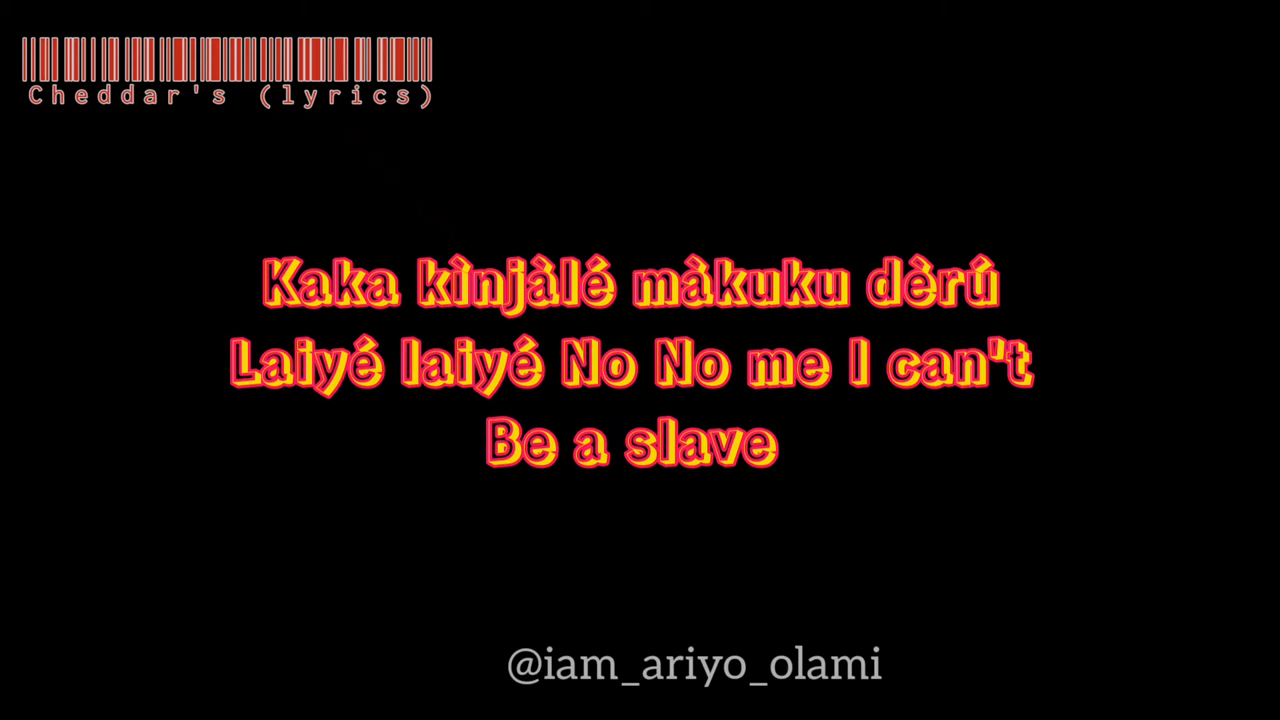 Cheddar's (lyrics)
Kaka kìnjàlé màkuku dèrú
Laiyé laiyé No No me I can't
Be a slave
@iam_ariyo_olami